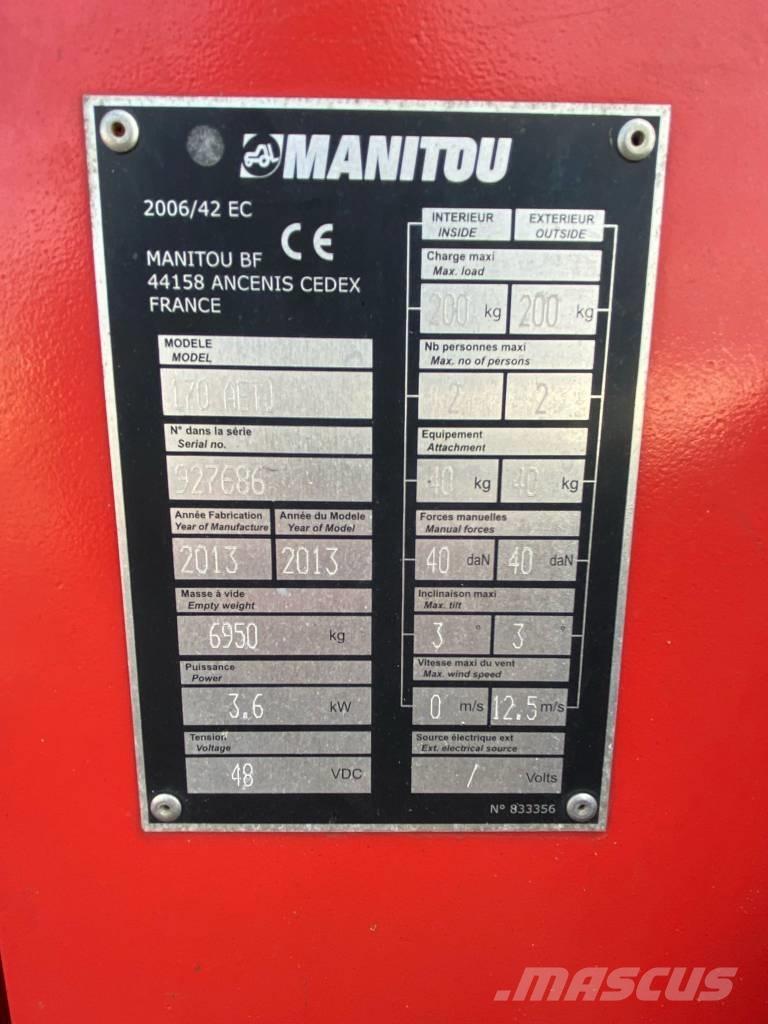 MANITOU
2006/42 EC CE
MANITOU BF
44158 ANCENIS CEDEX
FRANCE
MODELE
MODEL
170 AETJ
N° dans la série
Serial no.
927686
Année Fabrication Année du Modele
Year of Manufacture Year of Model
2013 2013
Masse à vide
Empty weight
6950 kg
Puissance
Power
3.6 kW
Tension
Voltage
48 VDC
INTERIEUR EXTERIEUR
INSIDE OUTSIDE
Charge maxi
Max. load
200 kg 200 kg
Nb personnes maxi
Max. no of persons
2 2
Equipement
Attachment
40 kg 40 kg
Forces manuelles
Manual forces
40 daN 40 daN
Inclinaison maxi
Max. tilt
3 ° 3 °
Vitesse maxi du vent
Max. wind speed
0 m/s 12.5 m/s
Source électrique ext
Ext. electrical source
/ Volts
N° 833356
MASCUS